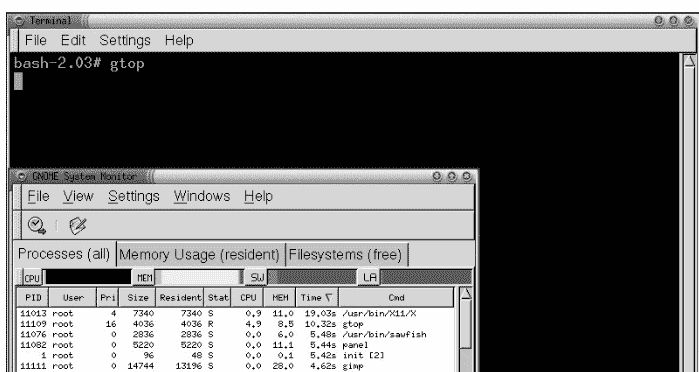 Terminal
File Edit Settings Help
bash-2.03# gtop
GNOME System Monitor
File View Settings Windows Help
Processes (all) Memory Usage (resident) Filesystems (free)
CPU MEM SW LA
PID User Pri Size Resident Stat CPU MEM Time Cmd
11013 root 4 7340 7340 S 0.9 11.0 19.03s /usr/bin/X11/X
11109 root 16 4036 4036 R 4.9 8.5 10.32s gtop
11076 root 0 2836 2836 S 0.0 6.0 5.48s /usr/bin/sawfish
11082 root 0 5220 5220 S 0.0 11.1 5.44s panel
1 root 0 96 48 S 0.0 0.1 5.42s init [2]
11111 root 0 14744 13196 S 0.0 28.0 4.62s gimp